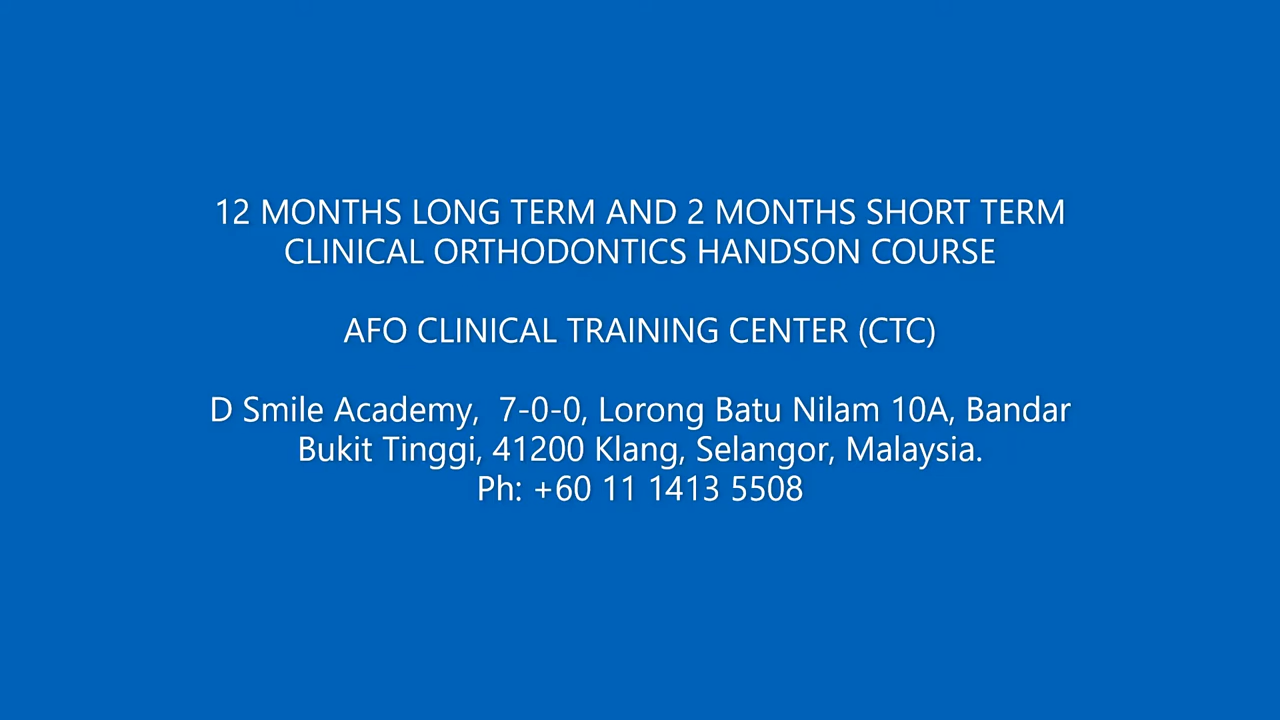 12 MONTHS LONG TERM AND 2 MONTHS SHORT TERM
CLINICAL ORTHODONTICS HANDSON COURSE
AFO CLINICAL TRAINING CENTER (CTC)
D Smile Academy,  7-0-0, Lorong Batu Nilam 10A, Bandar
Bukit Tinggi, 41200 Klang, Selangor, Malaysia.
Ph: +60 11 1413 5508